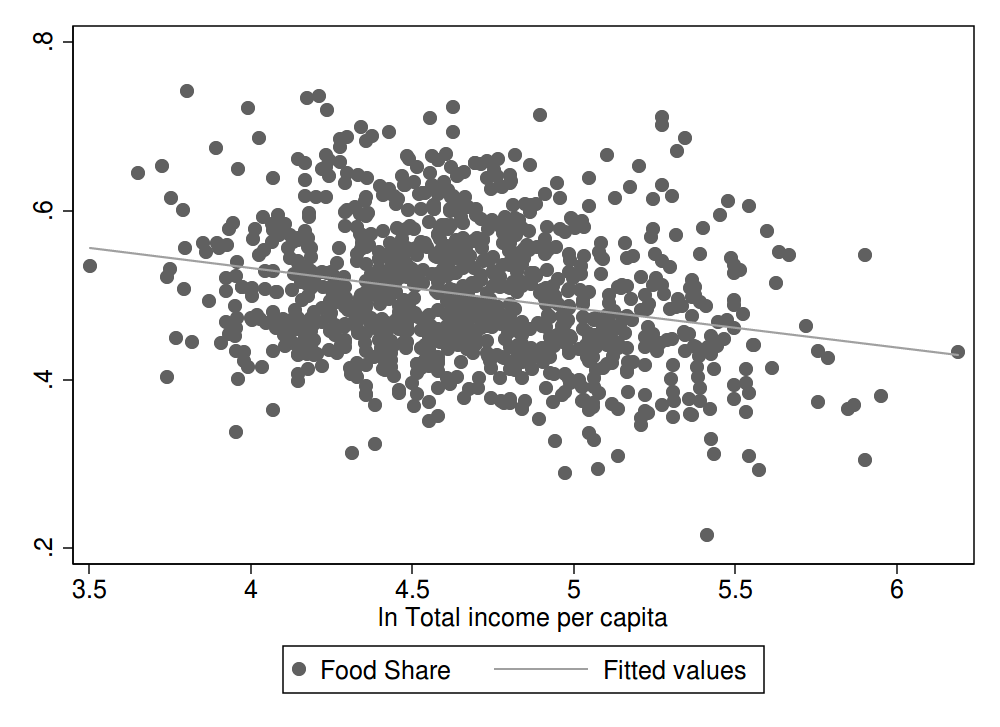 .8
.6
.4
.2
3.5 4 4.5 5 5.5 6
ln Total income per capita
Food Share Fitted values